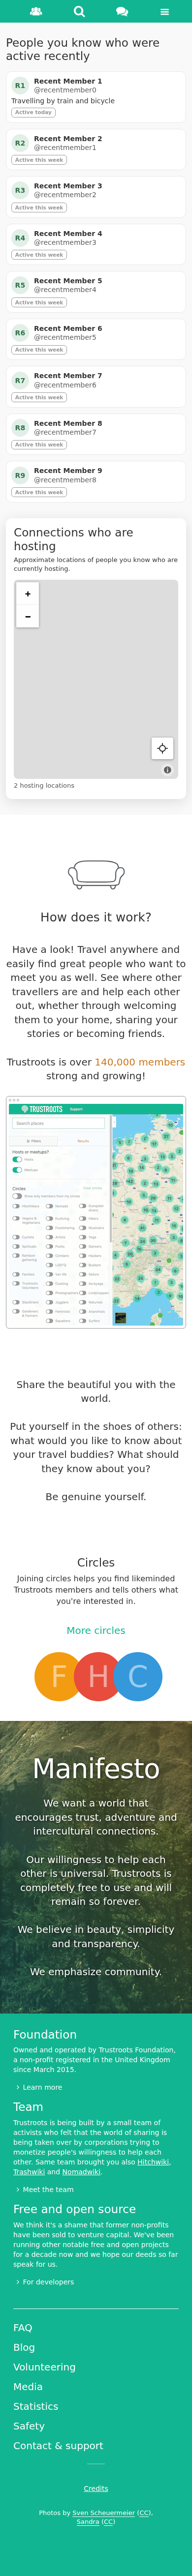 People you know who were
active recently
R1
Recent Member 1
@recentmember0
Travelling by train and bicycle
Active today
R2
Recent Member 2
@recentmember1
Active this week
R3
Recent Member 3
@recentmember2
Active this week
R4
Recent Member 4
@recentmember3
Active this week
R5
Recent Member 5
@recentmember4
Active this week
R6
Recent Member 6
@recentmember5
Active this week
R7
Recent Member 7
@recentmember6
Active this week
R8
Recent Member 8
@recentmember7
Active this week
R9
Recent Member 9
@recentmember8
Active this week
Connections who are
hosting
Approximate locations of people you know who are
currently hosting.
+
−
2 hosting locations
How does it work?
Have a look! Travel anywhere and
easily find great people who want to
meet you as well. See where other
travellers are and help each other
out, whether through welcoming
them to your home, sharing your
stories or becoming friends.
Trustroots is over 140,000 members
strong and growing!
TRUSTROOTS
Support
Search places
Filters
Results
Hosts or meetups?
Hosts
Meetups
Circles
Show only members from my circles
Share the beautiful you with the
world.
Put yourself in the shoes of others:
what would you like to know about
your travel buddies? What should
they know about you?
Be genuine yourself.
Circles
Joining circles helps you find likeminded
Trustroots members and tells others what
you're interested in.
More circles
F
H
C
Manifesto
We want a world that
encourages trust, adventure and
intercultural connections.
Our willingness to help each
other is universal. Trustroots is
completely free to use and will
remain so forever.
We believe in beauty, simplicity
and transparency.
We emphasize community.
Foundation
Owned and operated by Trustroots Foundation,
a non-profit registered in the United Kingdom
since March 2015.
Learn more
Team
Trustroots is being built by a small team of
activists who felt that the world of sharing is
being taken over by corporations trying to
monetize people's willingness to help each
other. Same team brought you also Hitchwiki,
Trashwiki and Nomadwiki.
Meet the team
Free and open source
We think it's a shame that former non-profits
have been sold to venture capital. We've been
running other notable free and open projects
for a decade now and we hope our deeds so far
speak for us.
For developers
FAQ
Blog
Volunteering
Media
Statistics
Safety
Contact & support
Credits
Photos by Sven Scheuermeier (CC),
Sandra (CC)